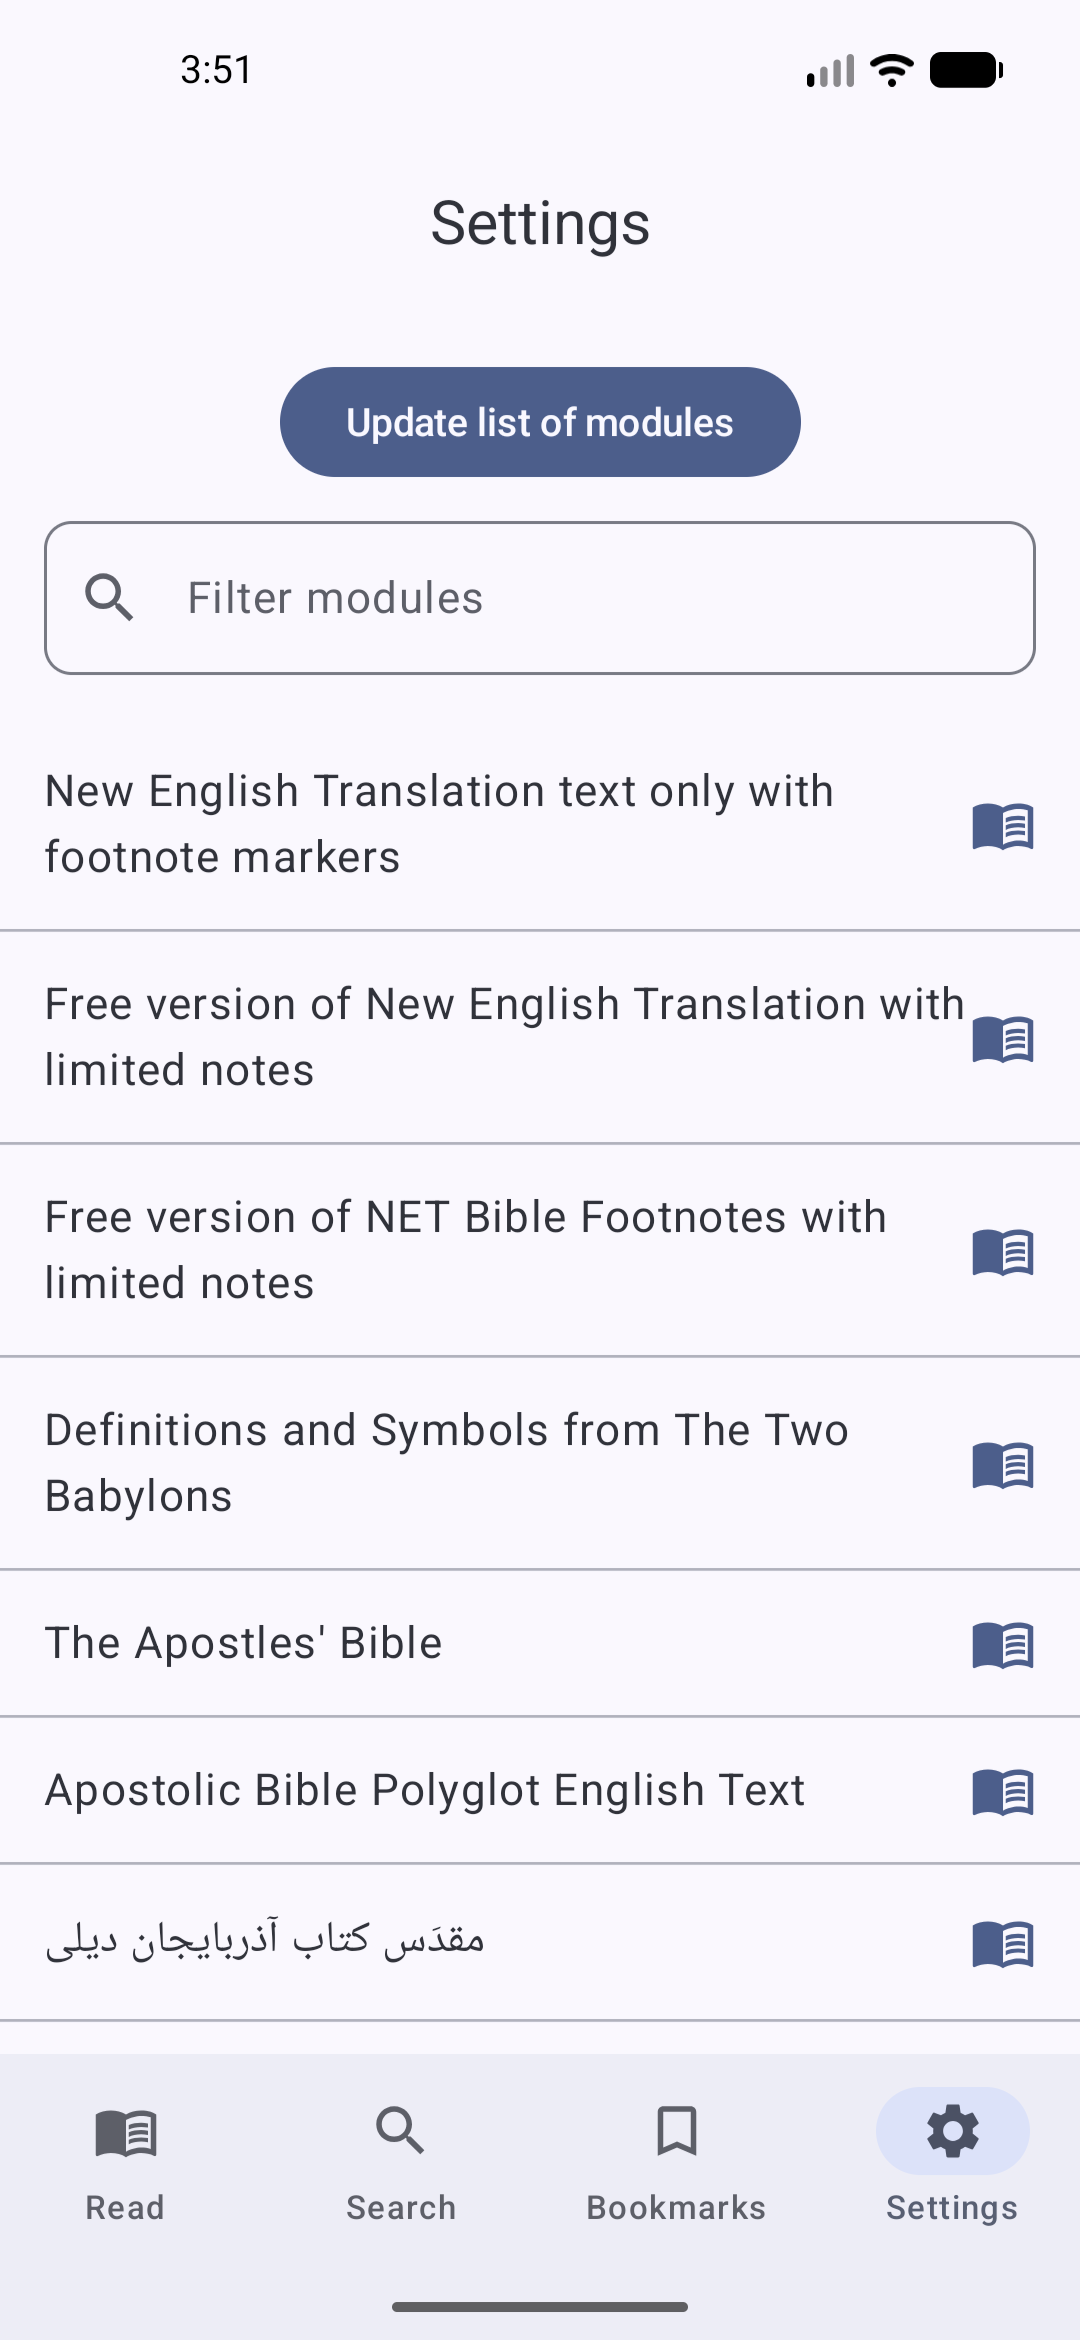 3:51
Settings
Update list of modules
Filter modules
New English Translation text only with
footnote markers
Free version of New English Translation with
limited notes
Free version of NET Bible Footnotes with
limited notes
Definitions and Symbols from The Two
Babylons
The Apostles' Bible
Apostolic Bible Polyglot English Text
مقدَس کتاب آذربایجان دیلی
Read
Search
Bookmarks
Settings